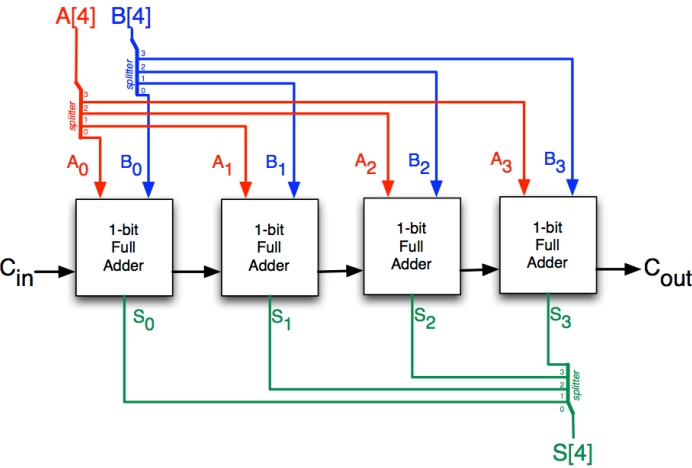 A[4] B[4]
splitter
3
2
1
0
splitter
3
2
1
0
A0 B0 A1 B1 A2 B2 A3 B3
1-bit
Full
Adder
1-bit
Full
Adder
1-bit
Full
Adder
1-bit
Full
Adder
Cin
Cout
S0 S1 S2 S3
3
2
1
0
splitter
S[4]